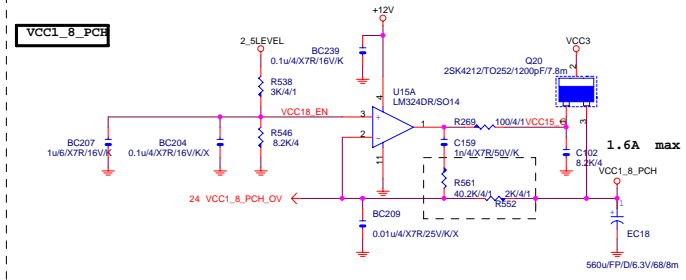 VCC1_8_PCH
+12V
2_5LEVEL
BC239
0.1u/4/X7R/16V/K
VCC3
Q20
2SK4212/TO252/1200pF/7.8m
2
R538
3K/4/1
U15A
LM324DR/SO14
4
VCC18_EN
3
+
1
R269
100/4/1
VCC15_
3
2
-
11
BC207
1u/6/X7R/16V/K
BC204
0.1u/4/X7R/16V/K/X
R546
8.2K/4
C159
1n/4/X7R/50V/K
C102
8.2K/4
1.6A max
VCC1_8_PCH
R561
40.2K/4/1
2K/4/1
R552
24 VCC1_8_PCH_OV
BC209
0.01u/4/X7R/25V/K/X
+
1
EC18
560u/FP/D/6.3V/68/8m